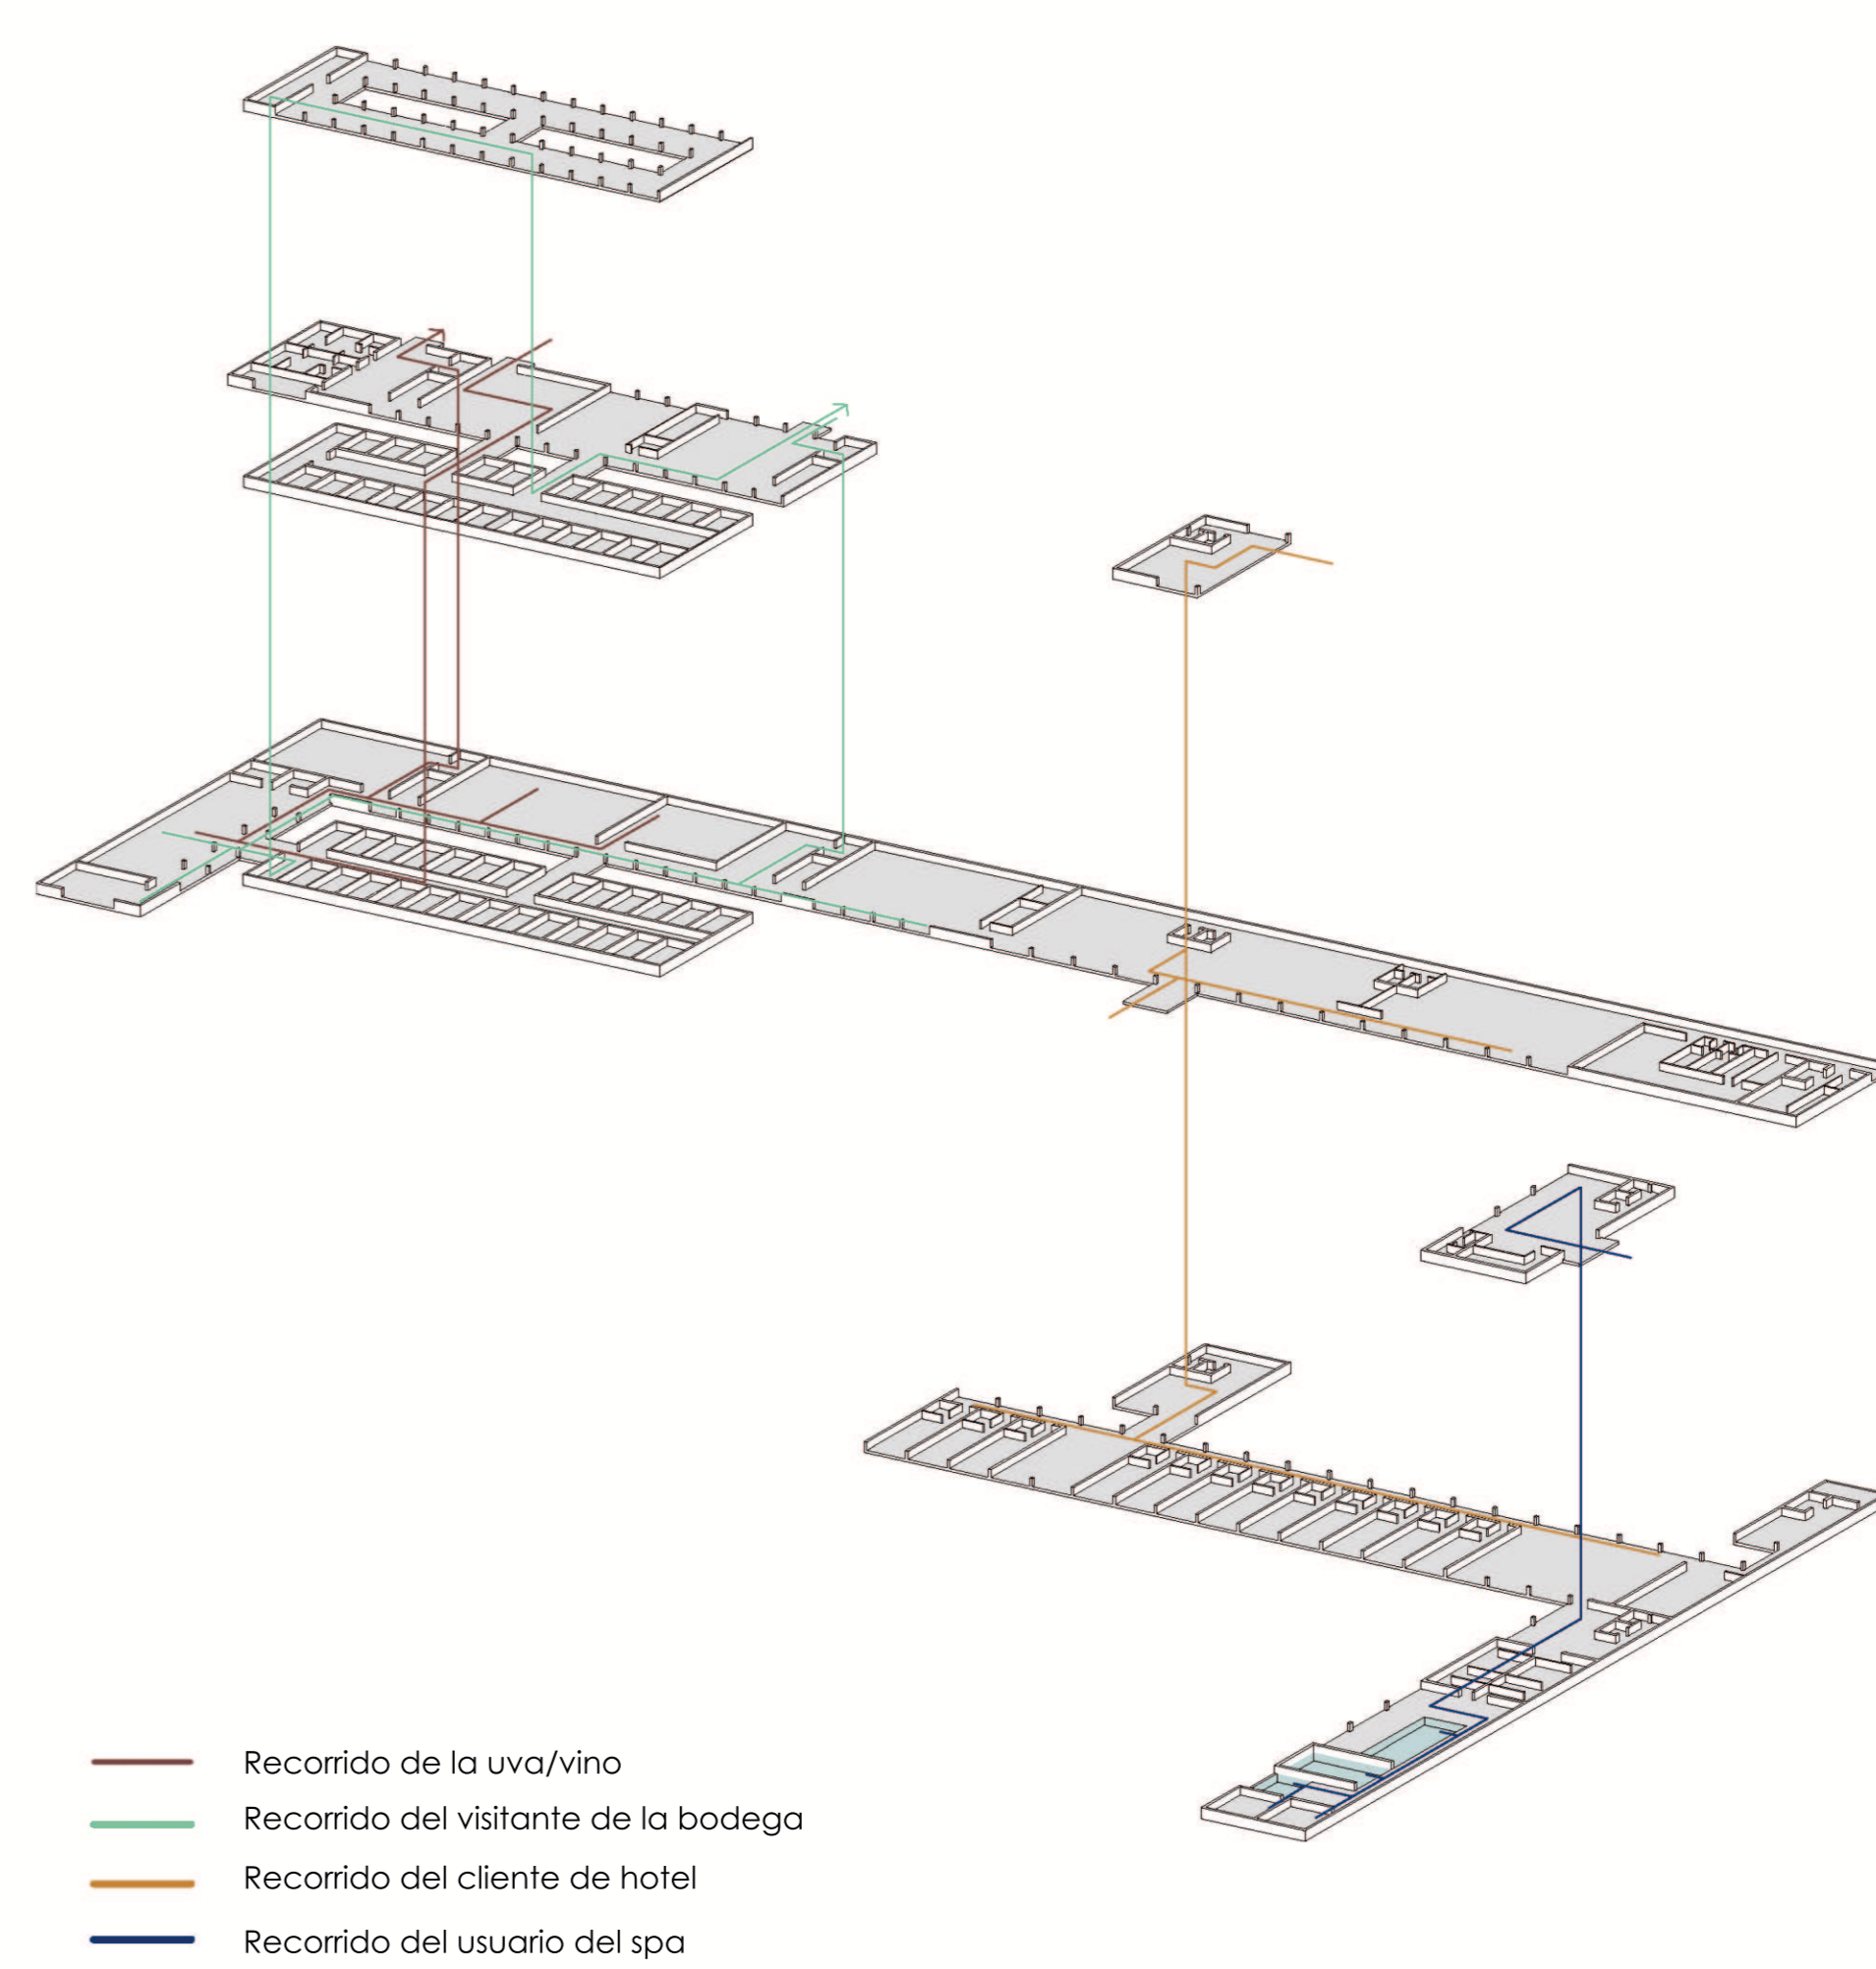 Recorrido de la uva/vino
Recorrido del visitante de la bodega
Recorrido del cliente de hotel
Recorrido del usuario del spa